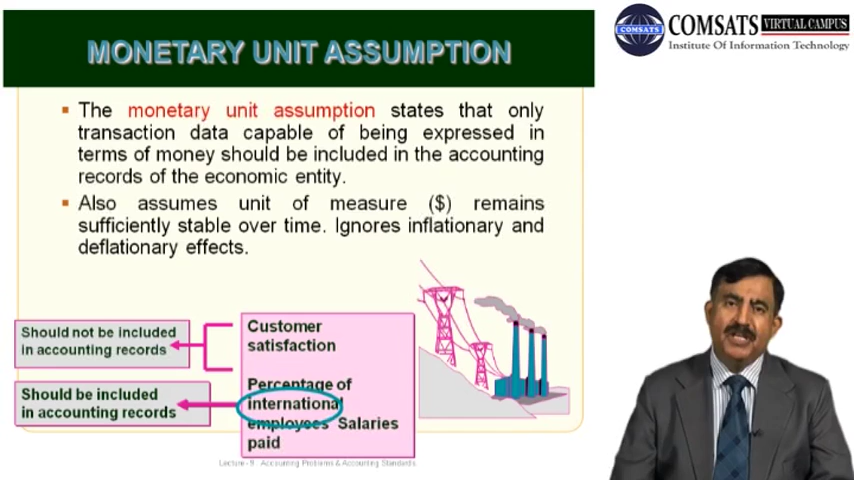 MONETARY UNIT ASSUMPTION
COMSATS
COMSATS VIRTUAL CAMPUS
Institute Of Information Technology
▪ The monetary unit assumption states that only
transaction data capable of being expressed in
terms of money should be included in the accounting
records of the economic entity.
▪ Also assumes unit of measure ($) remains
sufficiently stable over time. Ignores inflationary and
deflationary effects.
Should not be included
in accounting records
Should be included
in accounting records
Customer
satisfaction
Percentage of
international
employees Salaries
paid
Lecture - 9 : Accounting Problems & Accounting Standards